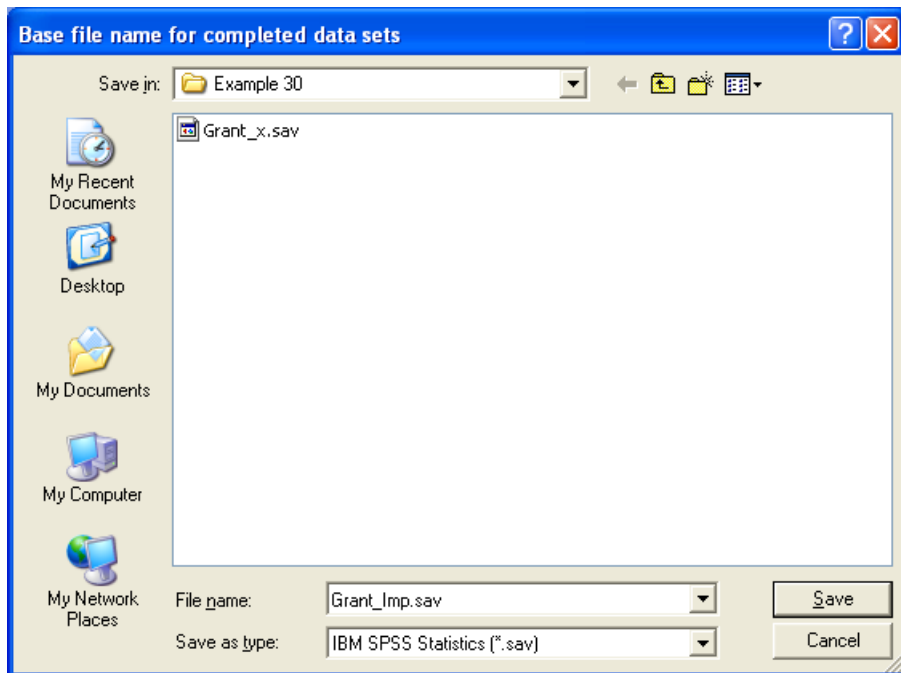 Base file name for completed data sets
Save in: Example 30
Grant_x.sav
My Recent
Documents
Desktop
My Documents
My Computer
My Network
Places
File name: Grant_Imp.sav Save
Save as type: IBM SPSS Statistics (*.sav) Cancel